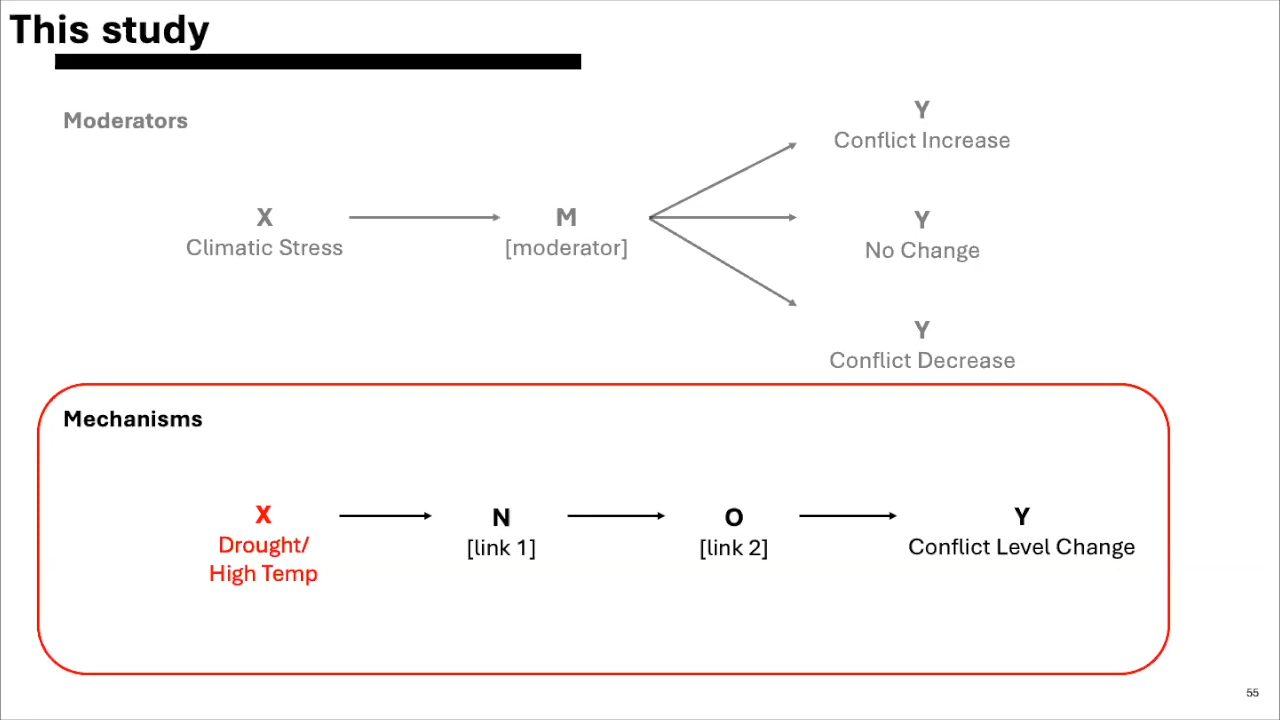 This study
Moderators
Y
Conflict Increase
X
Climatic Stress
M
[moderator]
Y
No Change
Y
Conflict Decrease
Mechanisms
X
Drought/
High Temp
N
[link 1]
O
[link 2]
Y
Conflict Level Change
55